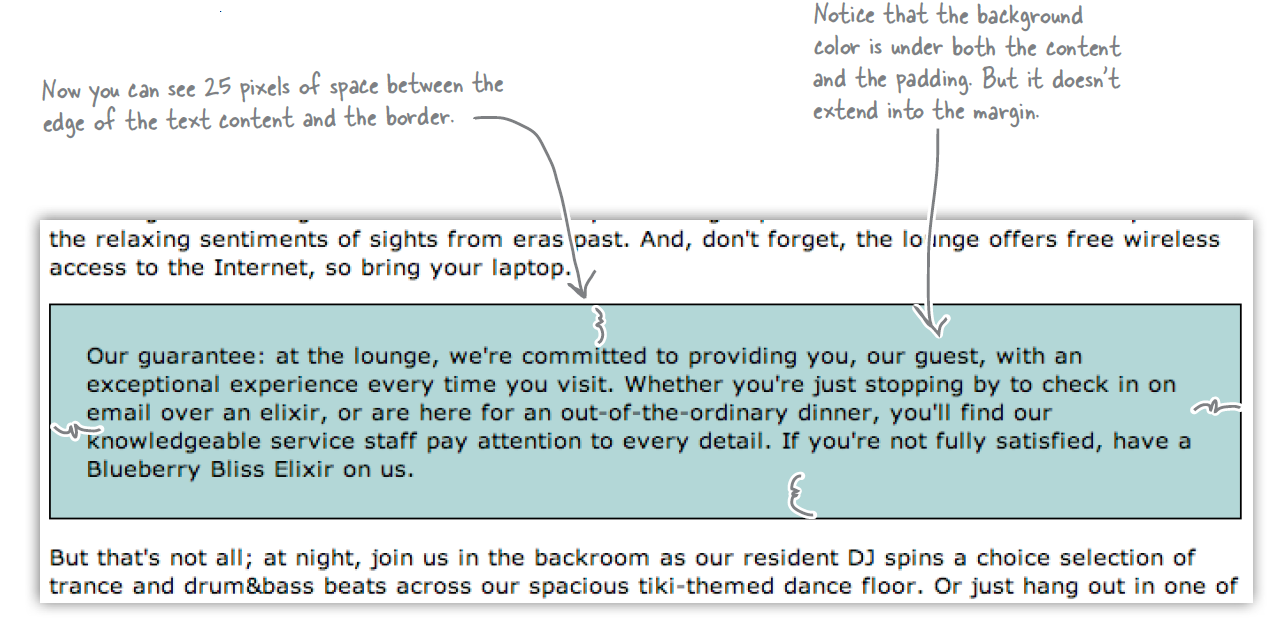 Notice that the background
color is under both the content
and the padding. But it doesn't
extend into the margin.
Now you can see 25 pixels of space between the
edge of the text content and the border.
the relaxing sentiments of sights from eras past. And, don't forget, the lounge offers free wireless
access to the Internet, so bring your laptop.
Our guarantee: at the lounge, we're committed to providing you, our guest, with an
exceptional experience every time you visit. Whether you're just stopping by to check in on
email over an elixir, or are here for an out-of-the-ordinary dinner, you'll find our
knowledgeable service staff pay attention to every detail. If you're not fully satisfied, have a
Blueberry Bliss Elixir on us.
But that's not all; at night, join us in the backroom as our resident DJ spins a choice selection of
trance and drum&bass beats across our spacious tiki-themed dance floor. Or just hang out in one of